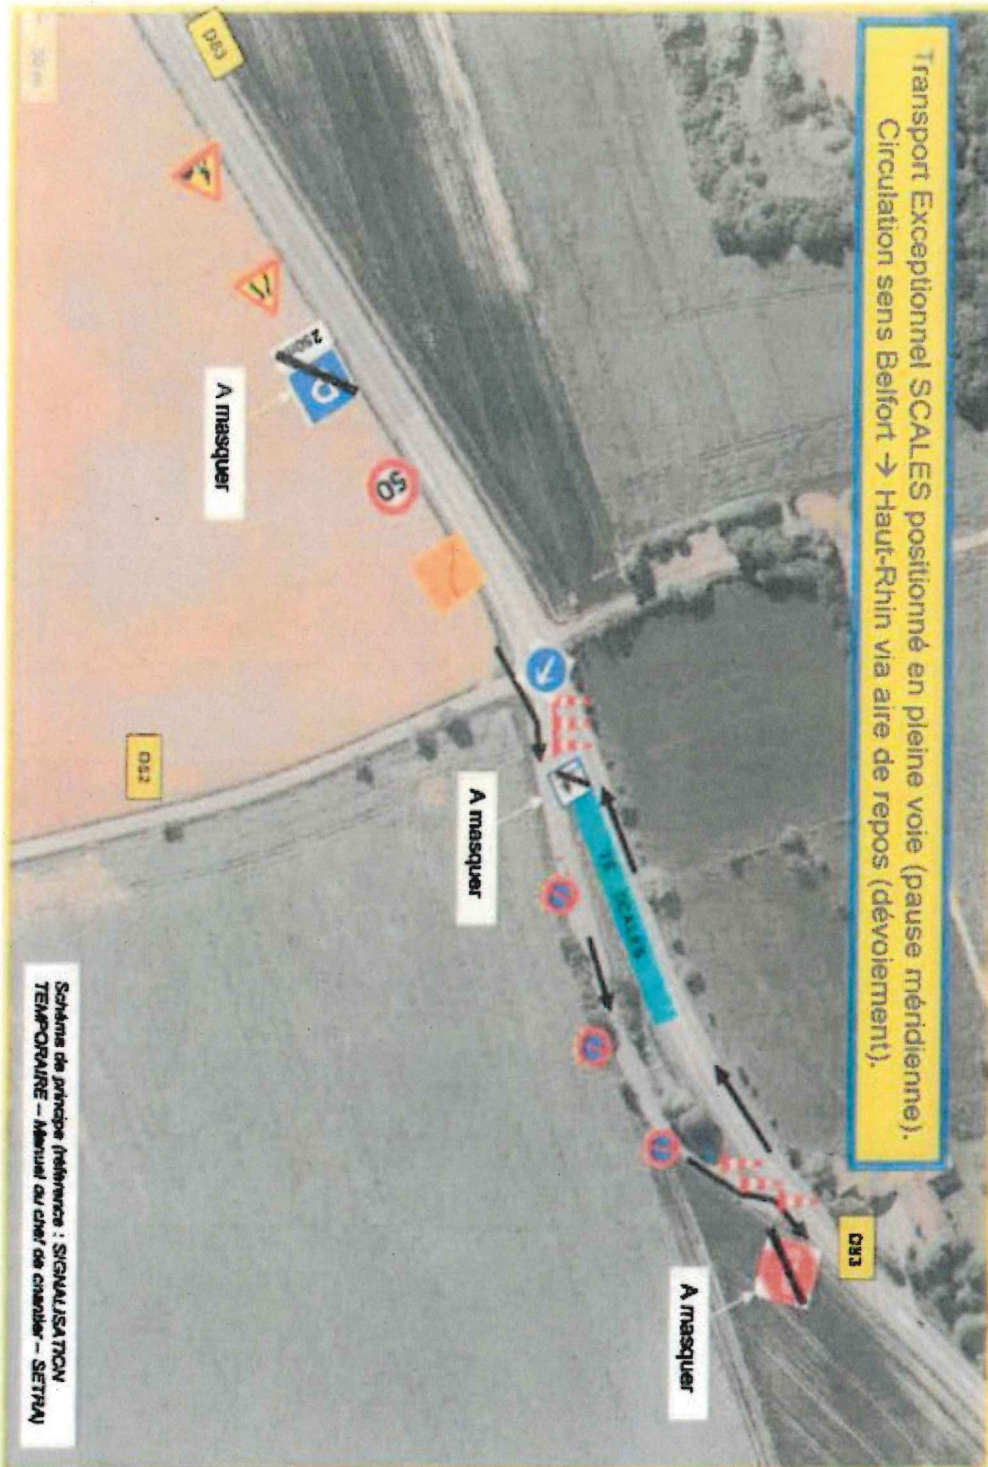 Transport Exceptionnel SCALES positionné en pleine voie (pause méridienne).
Circulation sens Belfort → Haut-Rhin via aire de repos (dévoiement).
D83
A masquer
50
D83
A masquer
TE SCALES
A masquer
50 m
Schéma de principe (référence : SIGNALISATION
TEMPORAIRE – Manuel du chef de chantier – SETRA)